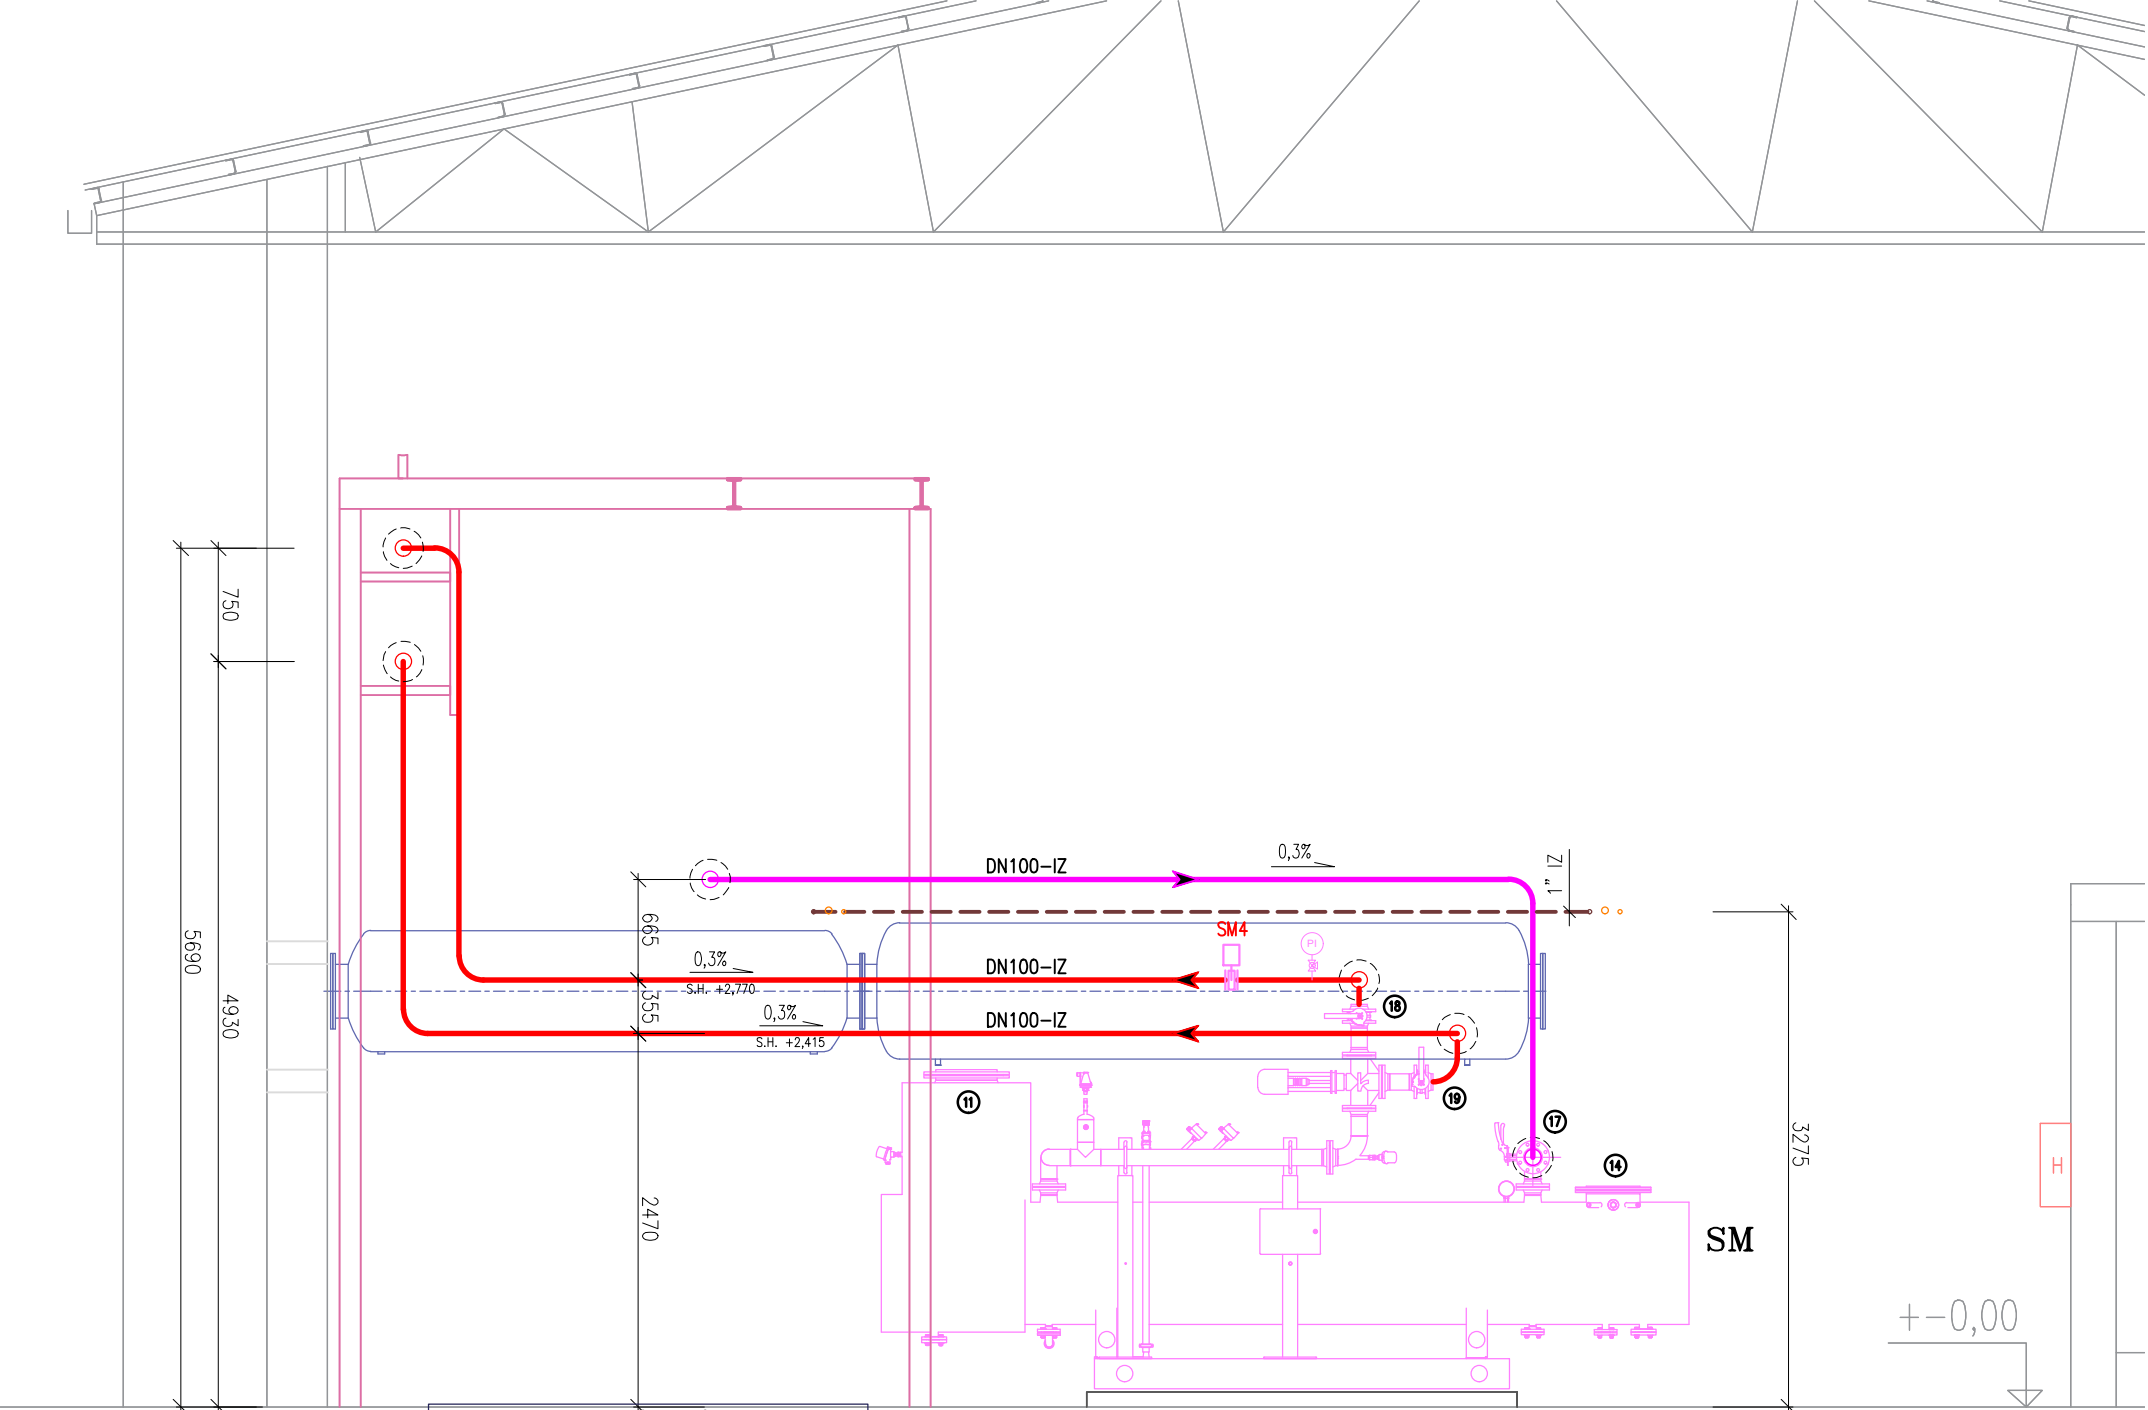 750
5690
4930
DN100-IZ
0,3%
1" IZ
665
SM4
PI
0,3%
DN100-IZ
S.H. +2,770
355
18
0,3%
DN100-IZ
S.H. +2,415
11
19
17
3275
14
H
2470
SM
+-0,00